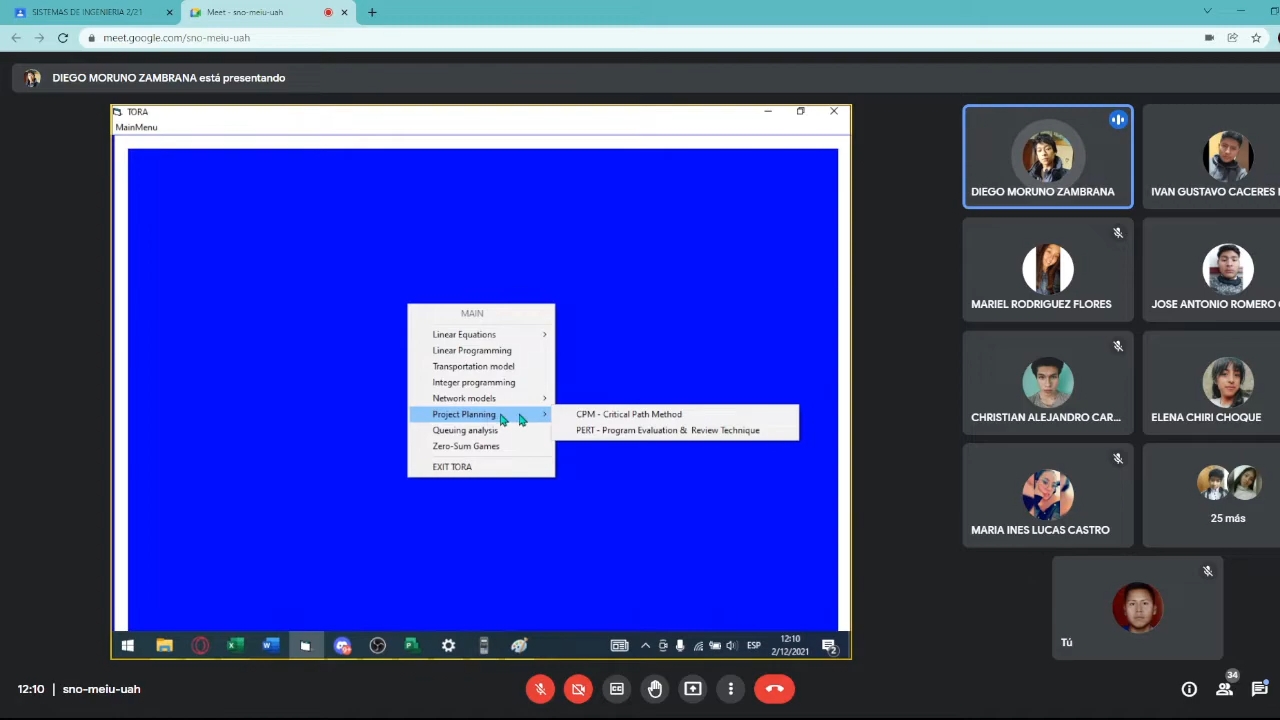 SISTEMAS DE INGENIERIA 2/21
Meet - sno-meiu-uah
meet.google.com/sno-meiu-uah
DIEGO MORUNO ZAMBRANA está presentando
TORA
MainMenu
MAIN
Linear Equations
Linear Programming
Transportation model
Integer programming
Network models
Project Planning
Queuing analysis
Zero-Sum Games
EXIT TORA
CPM - Critical Path Method
PERT - Program Evaluation & Review Technique
ESP
12:10
2/12/2021
2
DIEGO MORUNO ZAMBRANA
IVAN GUSTAVO CACERES
MARIEL RODRIGUEZ FLORES
JOSE ANTONIO ROMERO
CHRISTIAN ALEJANDRO CAR...
ELENA CHIRI CHOQUE
MARIA INES LUCAS CASTRO
25 más
Tú
12:10 | sno-meiu-uah
34